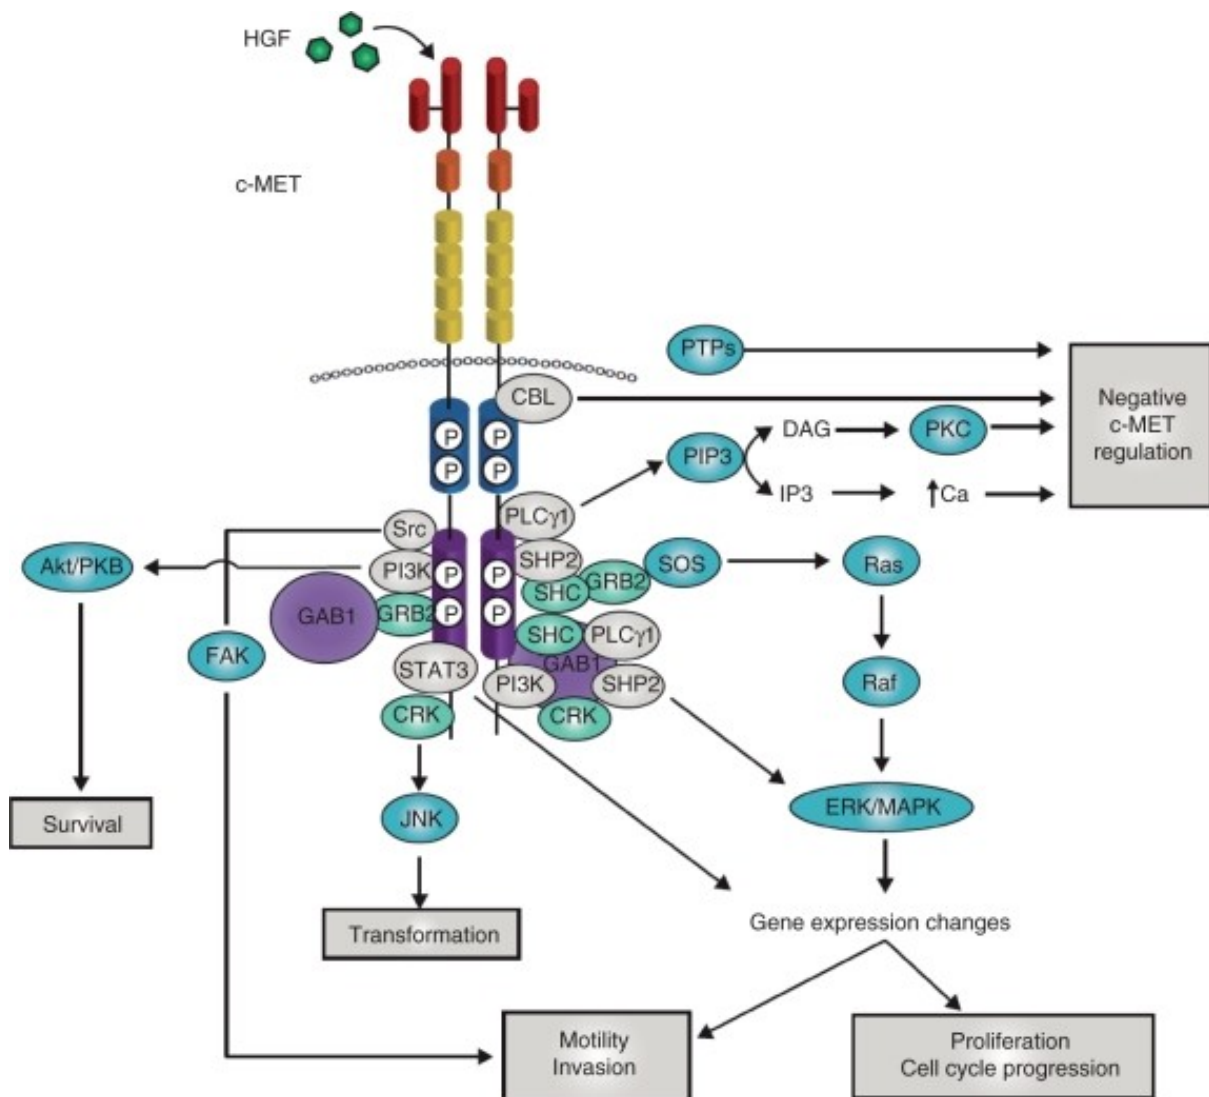 HGF
c-MET
PTPs
CBL
Negative
c-MET
regulation
P
P
P
P
PIP3
DAG
PKC
IP3
↑Ca
Src
PLCγ1
Akt/PKB
PI3K
SHP2
SOS
Ras
P
P
GAB1
GRB2
P
P
SHC
GRB2
FAK
STAT3
SHC
PLCγ1
GAB1
PI3K
SHP2
Raf
CRK
CRK
Survival
JNK
ERK/MAPK
Transformation
Gene expression changes
Motility
Invasion
Proliferation
Cell cycle progression